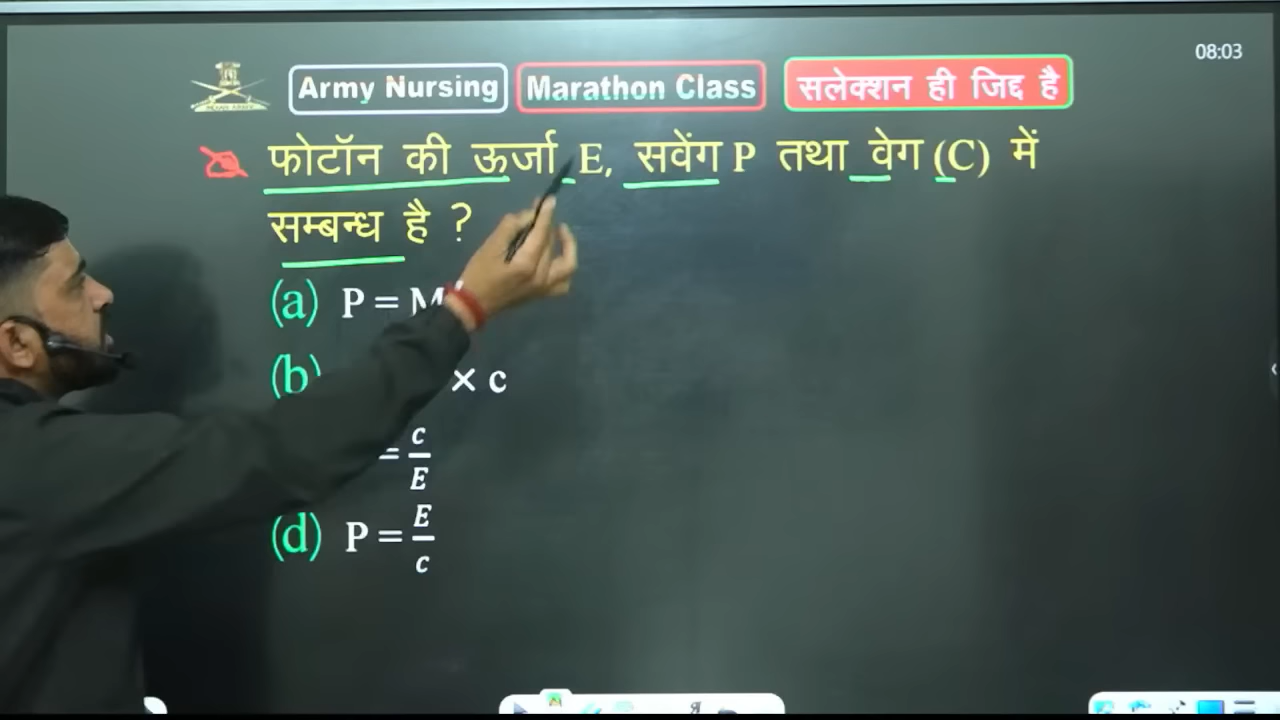 08:03
Army Nursing Marathon Class सलेक्शन ही जिद्द है
फोटॉन की ऊर्जा E, सवेंग P तथा वेग (C) में
सम्बन्ध है ?
(a) P = M
(b) × c
= c/E
(d) P = E/c